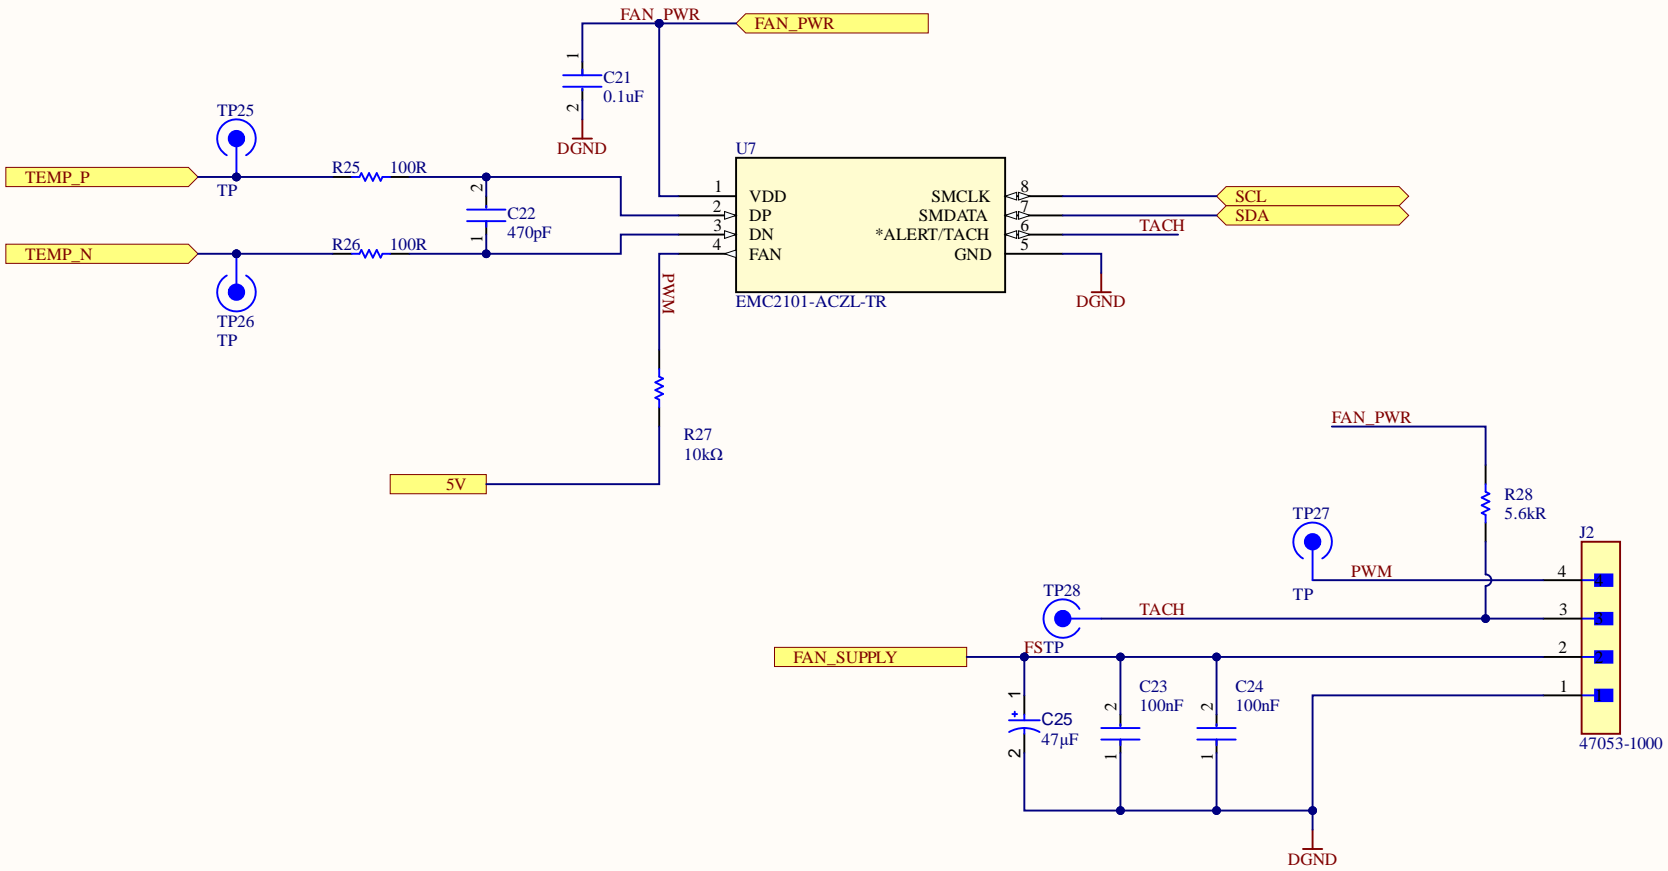 FAN_PWR
FAN_PWR
1
C21
0.1uF
2
DGND
TP25
TP
TEMP_P
R25
100R
2
C22
470pF
1
TEMP_N
R26
100R
TP26
TP
U7
1
VDD
2
DP
3
DN
4
FAN
SMCLK
8
SMDATA
7
*ALERT/TACH
6
GND
5
EMC2101-ACZL-TR
SCL
SDA
TACH
DGND
PWM
R27
10kΩ
5V
FAN_PWR
R28
5.6kR
TP27
TP
PWM
J2
4
4
TP28
TACH
3
3
FSTP
FAN_SUPPLY
2
2
1
1
47053-1000
1
+
C25
47µF
2
C23
100nF
2
1
C24
100nF
2
1
DGND